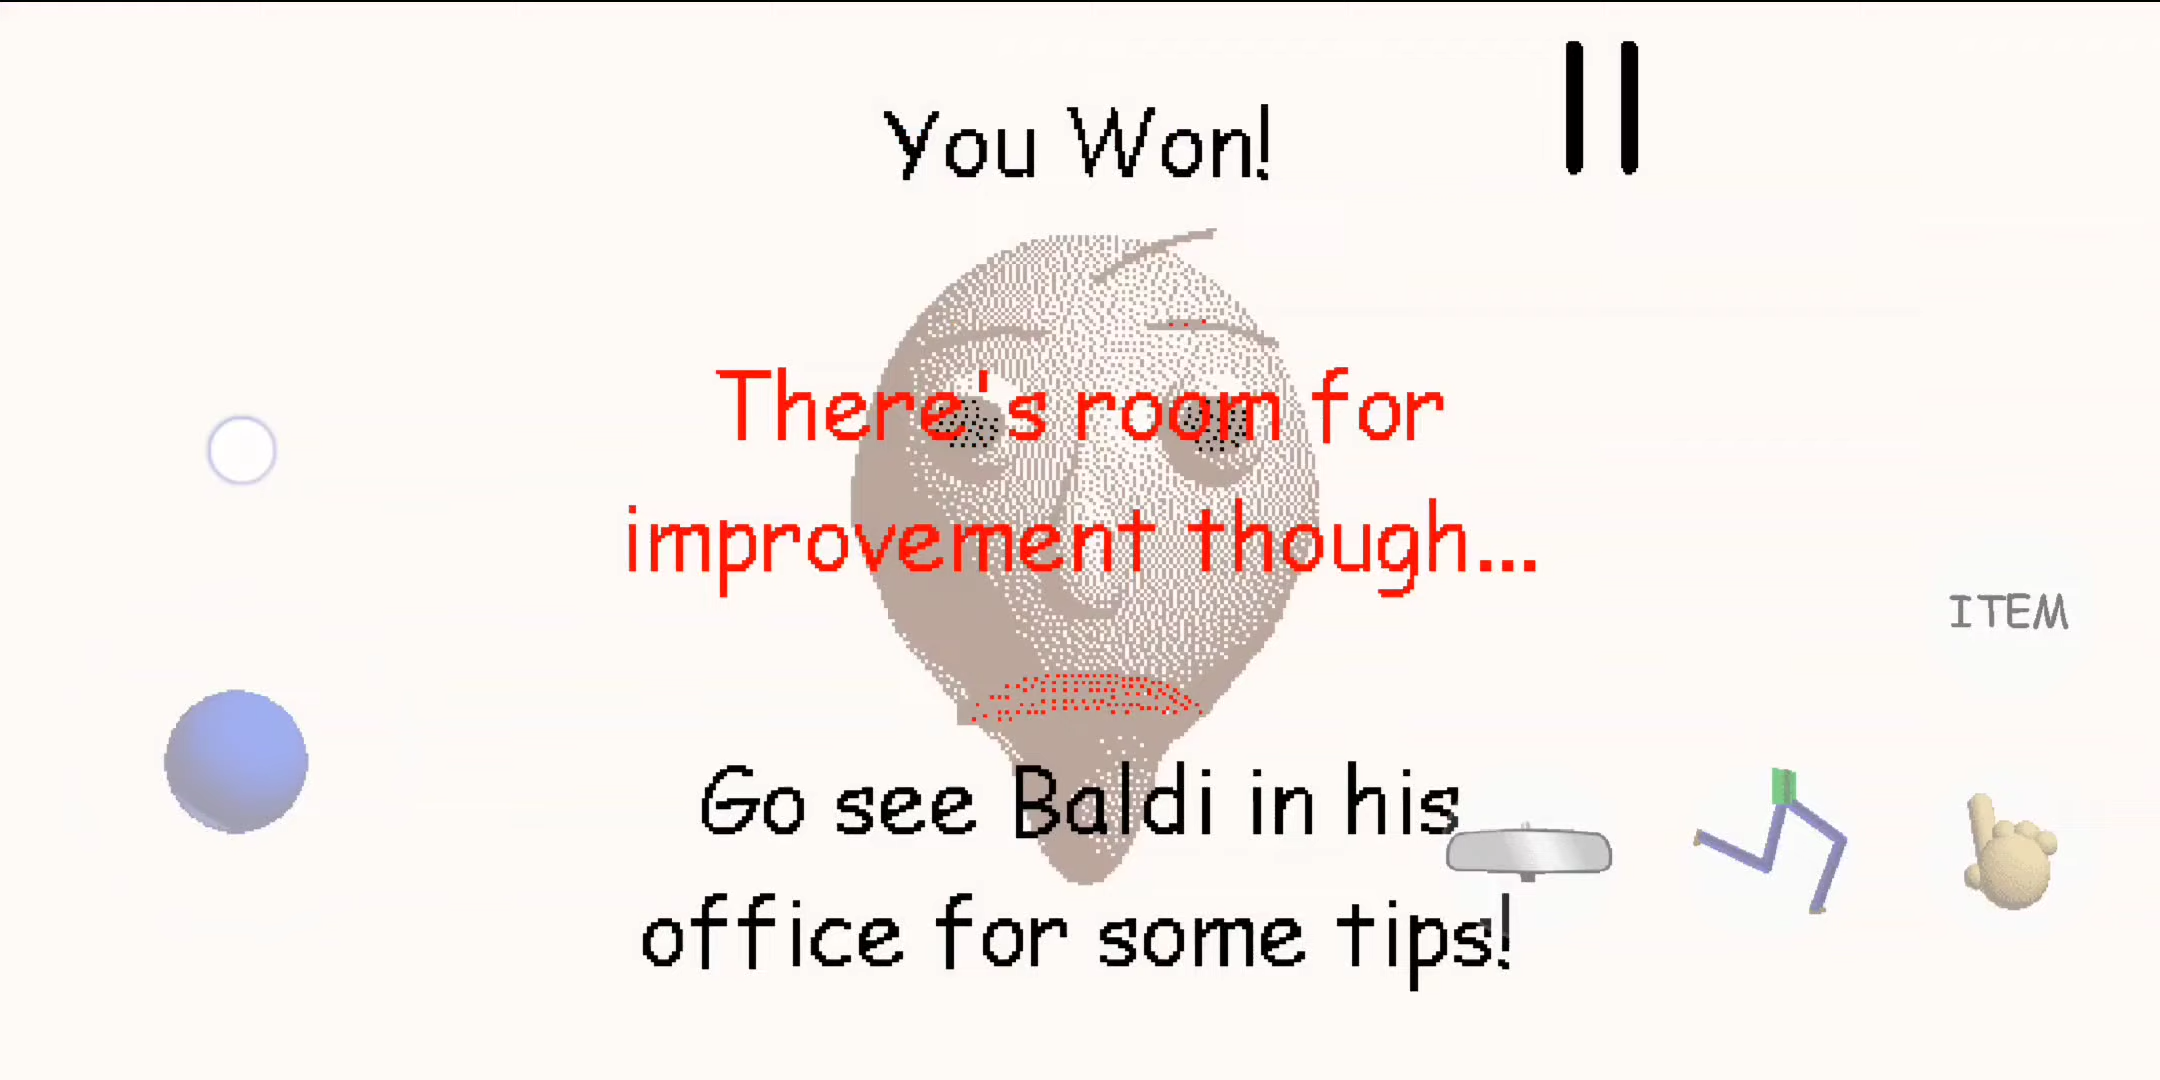 You Won!
There's room for
improvement though...
ITEM
Go see Baldi in his
office for some tips!